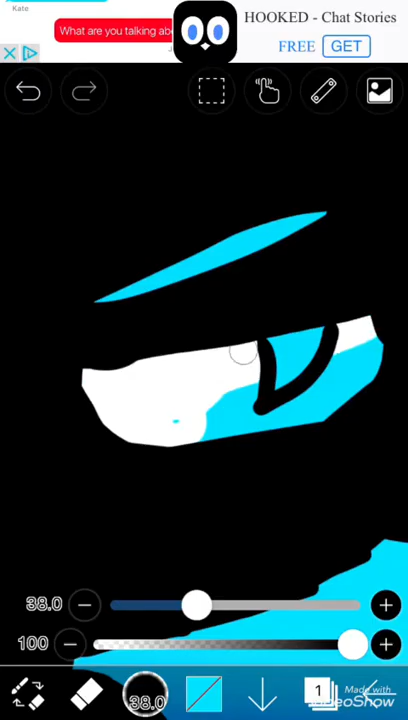 Kate
What are you talking abo
HOOKED - Chat Stories
FREE
GET
38.0
100
38.0
1
Made with
VideoShow